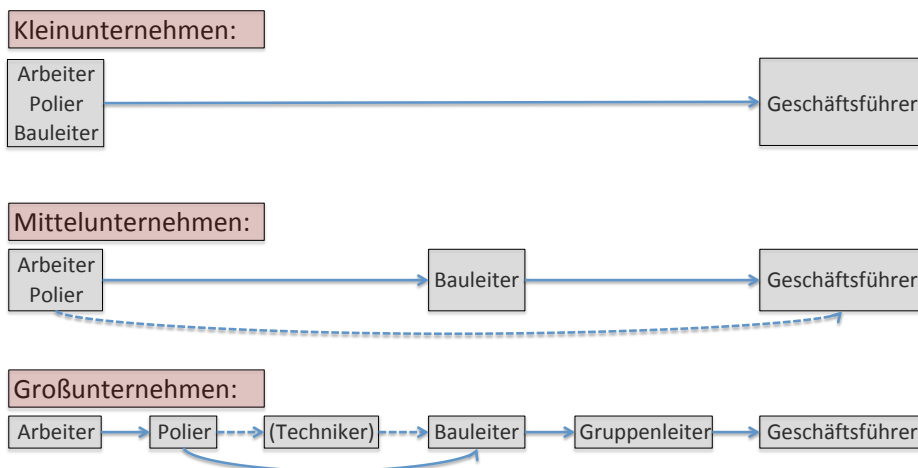 Kleinunternehmen:
Arbeiter
Polier
Bauleiter
Geschäftsführer
Mittelunternehmen:
Arbeiter
Polier
Bauleiter
Geschäftsführer
Großunternehmen:
Arbeiter
Polier
(Techniker)
Bauleiter
Gruppenleiter
Geschäftsführer